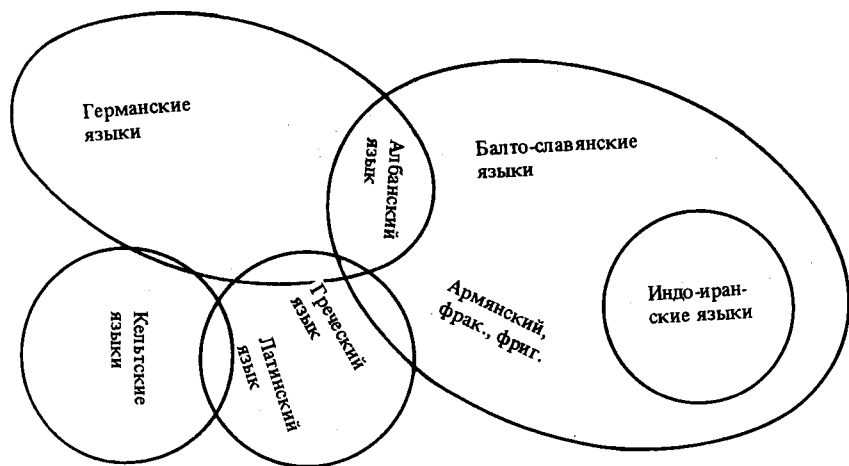 Германские
языки
Албанский
язык
Балто-славянские
языки
Кельтские
языки
Греческий
язык
Латинский
язык
Армянский,
фрак., фриг.
Индо-иран-
ские языки